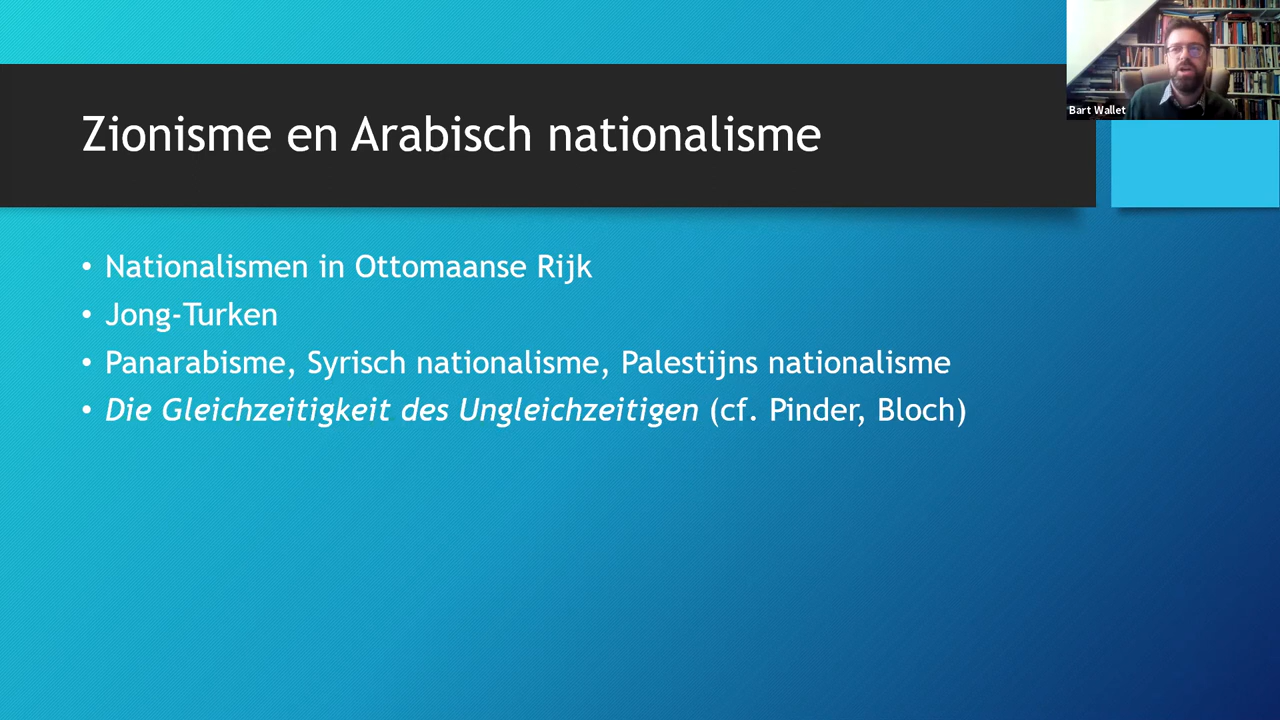 Bart Wallet
Zionisme en Arabisch nationalisme
• Nationalismen in Ottomaanse Rijk
• Jong-Turken
• Panarabisme, Syrisch nationalisme, Palestijns nationalisme
• Die Gleichzeitigkeit des Ungleichzeitigen (cf. Pinder, Bloch)